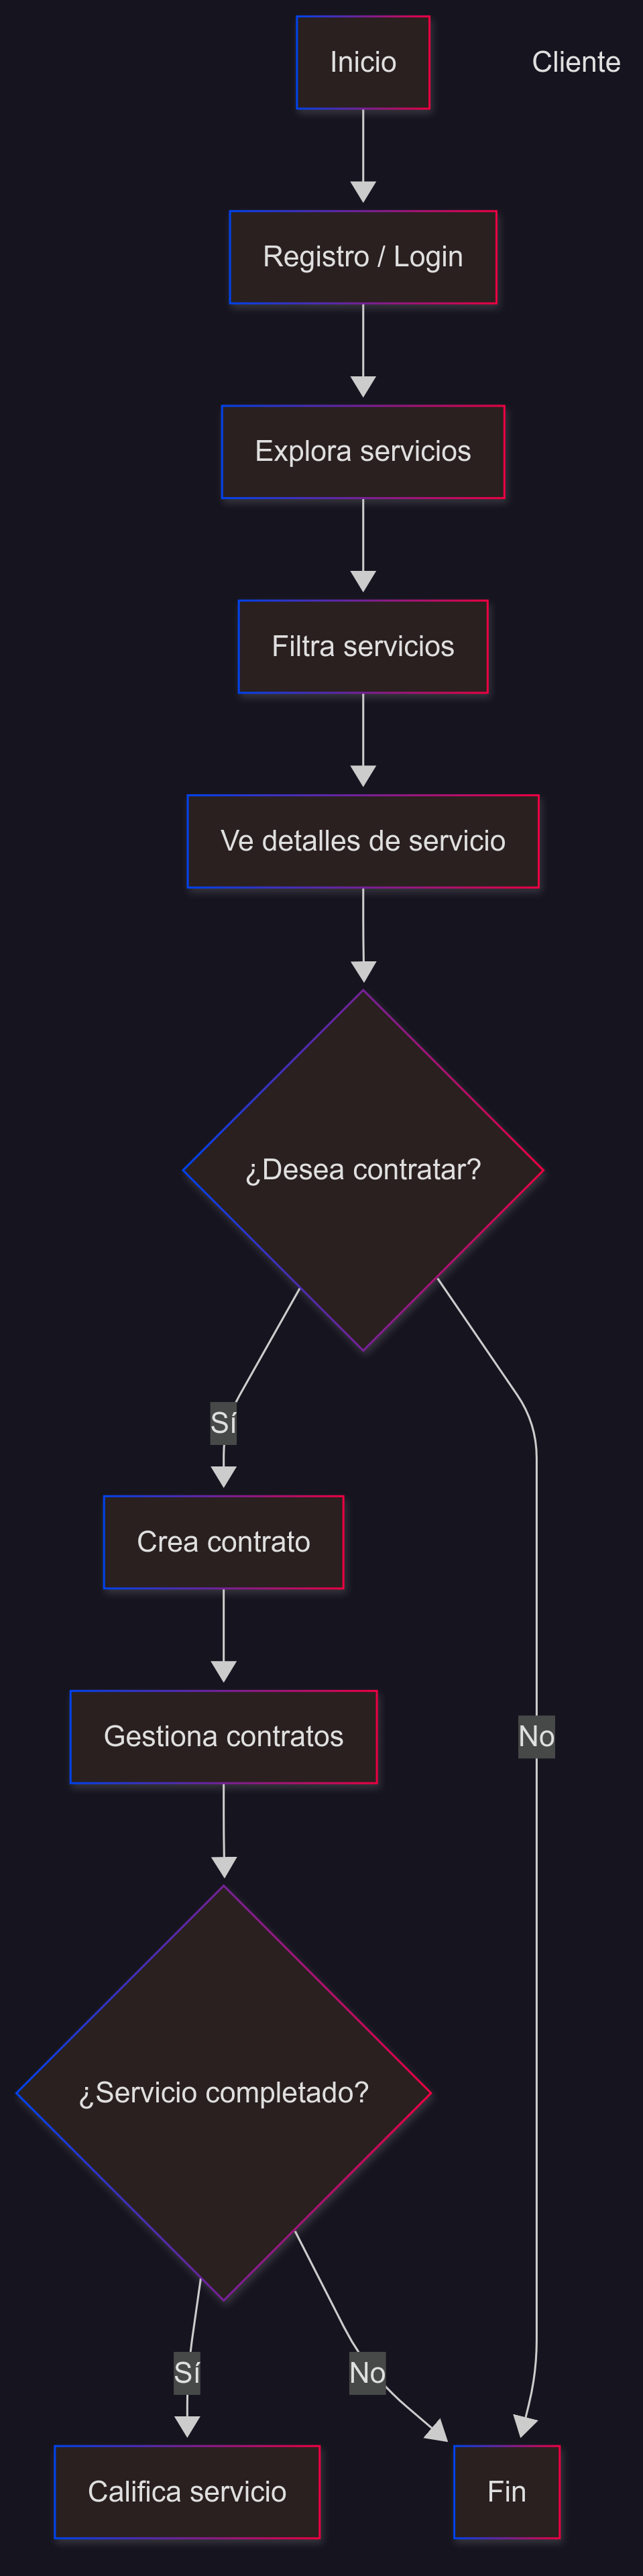 Inicio
Cliente
Registro / Login
Explora servicios
Filtra servicios
Ve detalles de servicio
¿Desea contratar?
Sí
Crea contrato
Gestiona contratos
No
¿Servicio completado?
Sí
No
Califica servicio
Fin